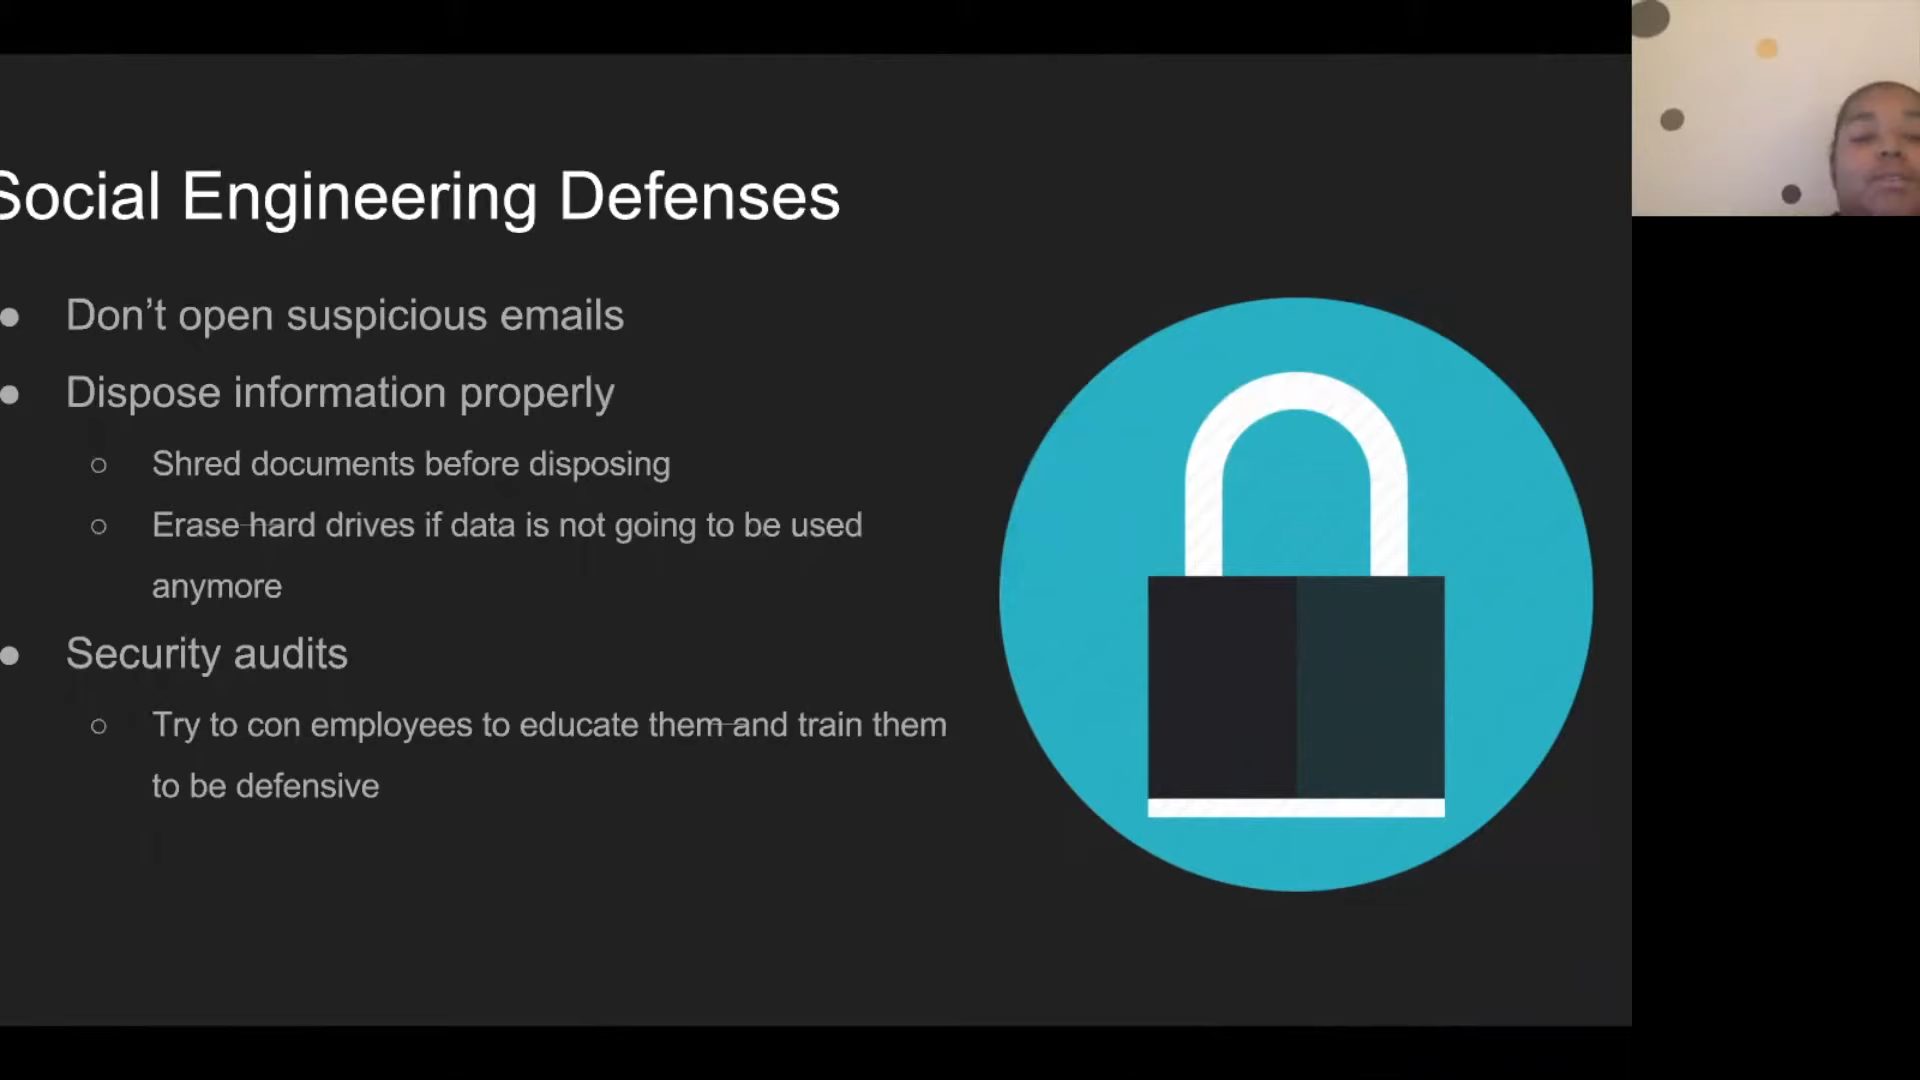 Social Engineering Defenses
● Don’t open suspicious emails
● Dispose information properly
○ Shred documents before disposing
○ Erase hard drives if data is not going to be used
anymore
● Security audits
○ Try to con employees to educate them and train them
to be defensive